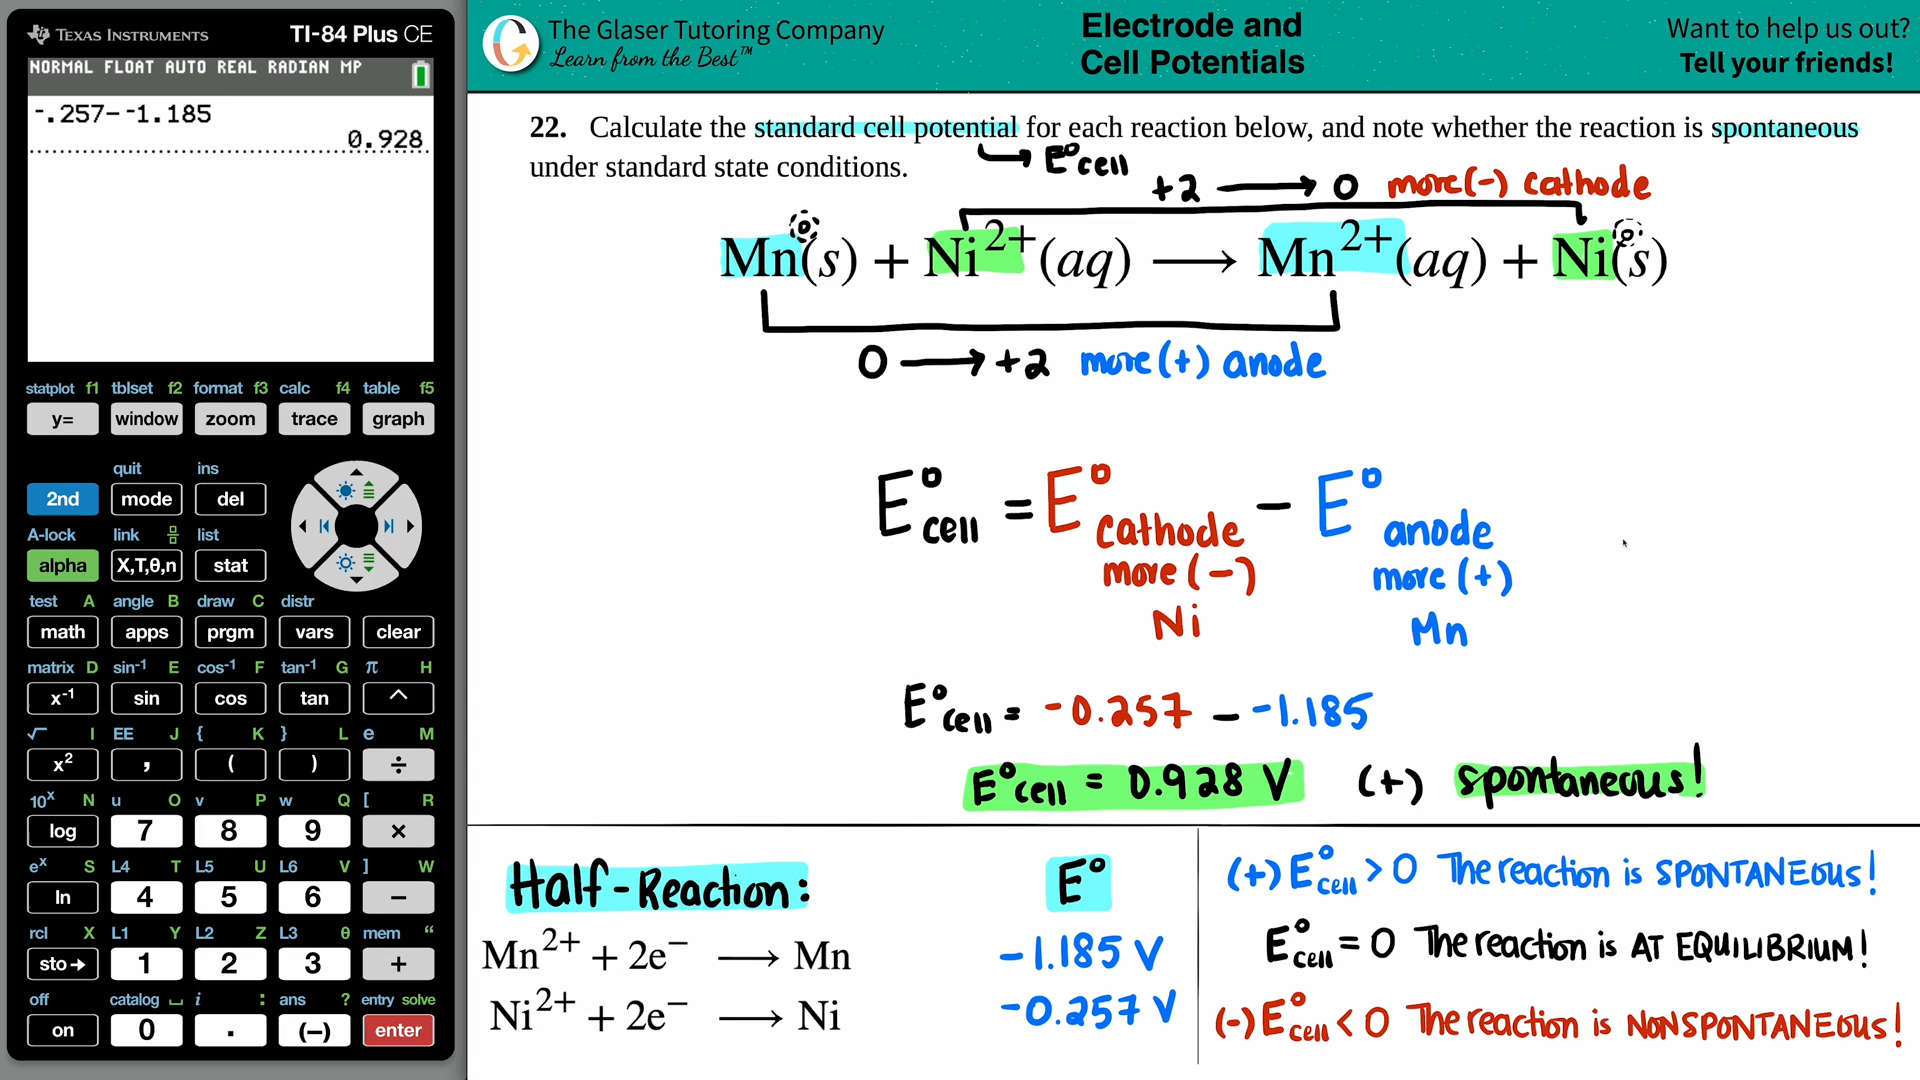 TEXAS INSTRUMENTS TI-84 Plus CE
NORMAL FLOAT AUTO REAL RADIAN MP
-.257--1.185
0.928
statplot f1 tblset f2 format f3 calc f4 table f5
y= window zoom trace graph
quit ins
2nd mode del
A-lock link list
alpha X,T,θ,n stat
test A angle B draw C distr
math apps prgm vars clear
matrix D sin⁻¹ E cos⁻¹ F tan⁻¹ G π H
x⁻¹ sin cos tan ^
√ I EE J { K } L e M
x² , ( ) ÷
10ˣ N u O v P w Q [ R
log 7 8 9 ×
eˣ S L4 T L5 U L6 V ] W
ln 4 5 6 −
rcl X L1 Y L2 Z L3 θ mem "
sto→ 1 2 3 +
off catalog ⎵ i : ans ? entry solve
on 0 . (−) enter
The Glaser Tutoring Company
Learn from the Best™
Electrode and
Cell Potentials
Want to help us out?
Tell your friends!
22. Calculate the standard cell potential for each reaction below, and note whether the reaction is spontaneous
under standard state conditions.
→ E°cell
+2 → 0 more (-) cathode
0 0
Mn(s) + Ni²⁺(aq) → Mn²⁺(aq) + Ni(s)
0 → +2 more (+) anode
E°cell = E°cathode − E°anode
more (−) more (+)
Ni Mn
E°cell = -0.257 − -1.185
E°cell = 0.928 V (+) spontaneous!
Half-Reaction: E°
Mn²⁺ + 2e⁻ → Mn −1.185 V
Ni²⁺ + 2e⁻ → Ni −0.257 V
(+) E°cell > 0 The reaction is SPONTANEOUS!
E°cell = 0 The reaction is AT EQUILIBRIUM!
(-) E°cell < 0 The reaction is NONSPONTANEOUS!